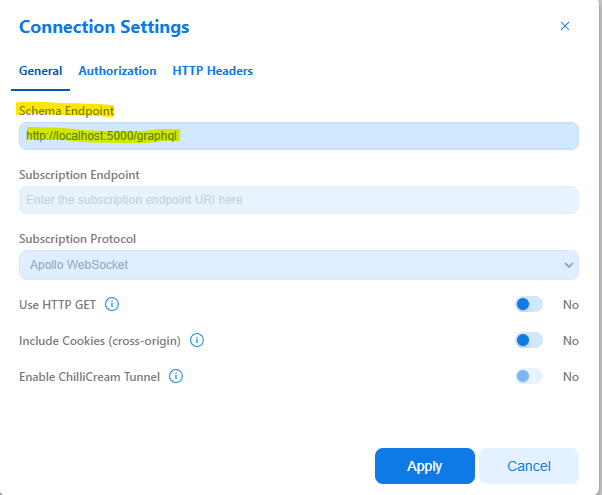 Connection Settings
General Authorization HTTP Headers
Schema Endpoint
http://localhost:5000/graphql
Subscription Endpoint
Enter the subscription endpoint URI here
Subscription Protocol
Apollo WebSocket
Use HTTP GET No
Include Cookies (cross-origin) No
Enable ChilliCream Tunnel No
Apply Cancel